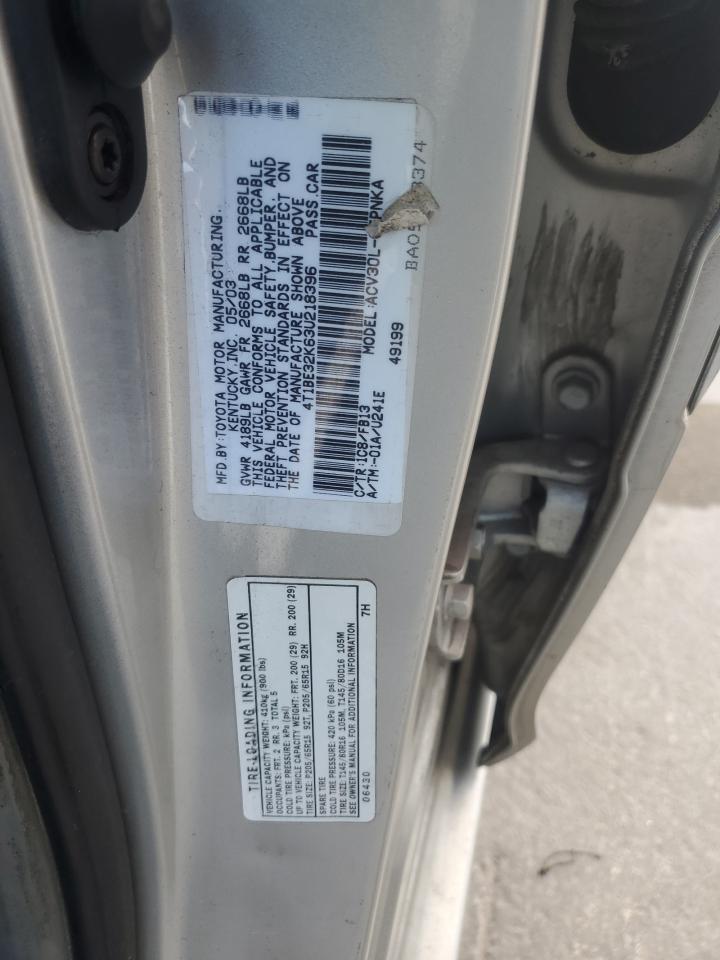 MFD.BY:TOYOTA MOTOR MANUFACTURING,
KENTUCKY,INC. 05/03
GVWR 4189LB GAWR FR 2668LB RR 2668LB
THIS VEHICLE CONFORMS TO ALL APPLICABLE
FEDERAL MOTOR VEHICLE SAFETY,BUMPER, AND
THEFT PREVENTION STANDARDS IN EFFECT ON
THE DATE OF MANUFACTURE SHOWN ABOVE
4T1BE32K63U218396 PASS.CAR
C/TR:1C8/FB13 MODEL:ACV30L- PNKA
A/TM:-01A/U241E 49199
TIRE-LOADING INFORMATION
VEHICLE CAPACITY WEIGHT: 410kg (900 lbs)
OCCUPANTS: FRT. 2 RR. 3 TOTAL 5
COLD TIRE PRESSURE: kPa (psi)
UP TO VEHICLE CAPACITY WEIGHT: FRT. 200 (29) RR. 200 (29)
TIRE SIZE: P205/65R15 92T, P205/65R15 92H
SPARE TIRE
COLD TIRE PRESSURE: 420 kPa (60 psi)
TIRE SIZE: T145/80R16 105M, T145/80D16 105M
SEE OWNER'S MANUAL FOR ADDITIONAL INFORMATION
06430 7H